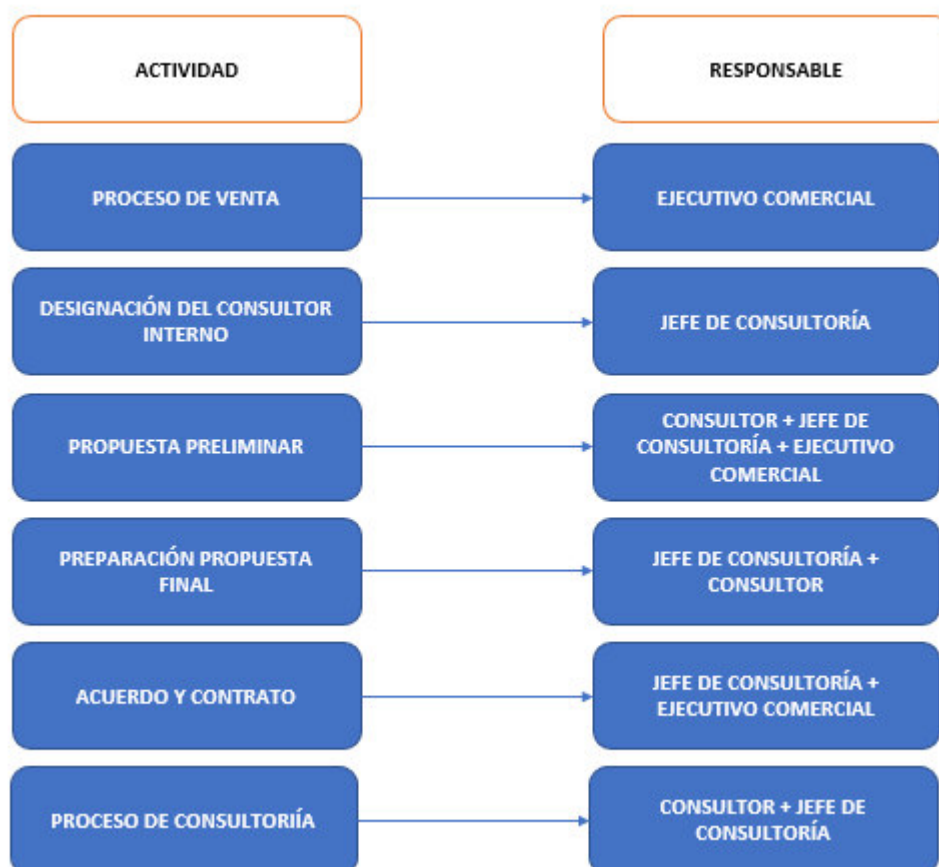 ACTIVIDAD
RESPONSABLE
PROCESO DE VENTA
EJECUTIVO COMERCIAL
DESIGNACIÓN DEL CONSULTOR
INTERNO
JEFE DE CONSULTORÍA
PROPUESTA PRELIMINAR
CONSULTOR + JEFE DE
CONSULTORÍA + EJECUTIVO
COMERCIAL
PREPARACIÓN PROPUESTA
FINAL
JEFE DE CONSULTORÍA +
CONSULTOR
ACUERDO Y CONTRATO
JEFE DE CONSULTORÍA +
EJECUTIVO COMERCIAL
PROCESO DE CONSULTORIÍA
CONSULTOR + JEFE DE
CONSULTORÍA